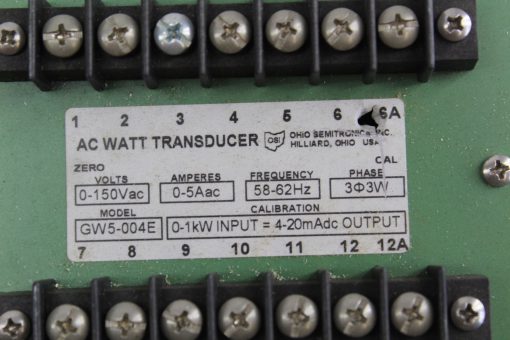 1 2 3 4 5 6 6A
AC WATT TRANSDUCER OSI OHIO SEMITRONICS, INC.
HILLIARD, OHIO USA
ZERO CAL
VOLTS AMPERES FREQUENCY PHASE
0-150Vac 0-5Aac 58-62Hz 3Φ3W
MODEL CALIBRATION
GW5-004E 0-1kW INPUT = 4-20mAdc OUTPUT
7 8 9 10 11 12 12A